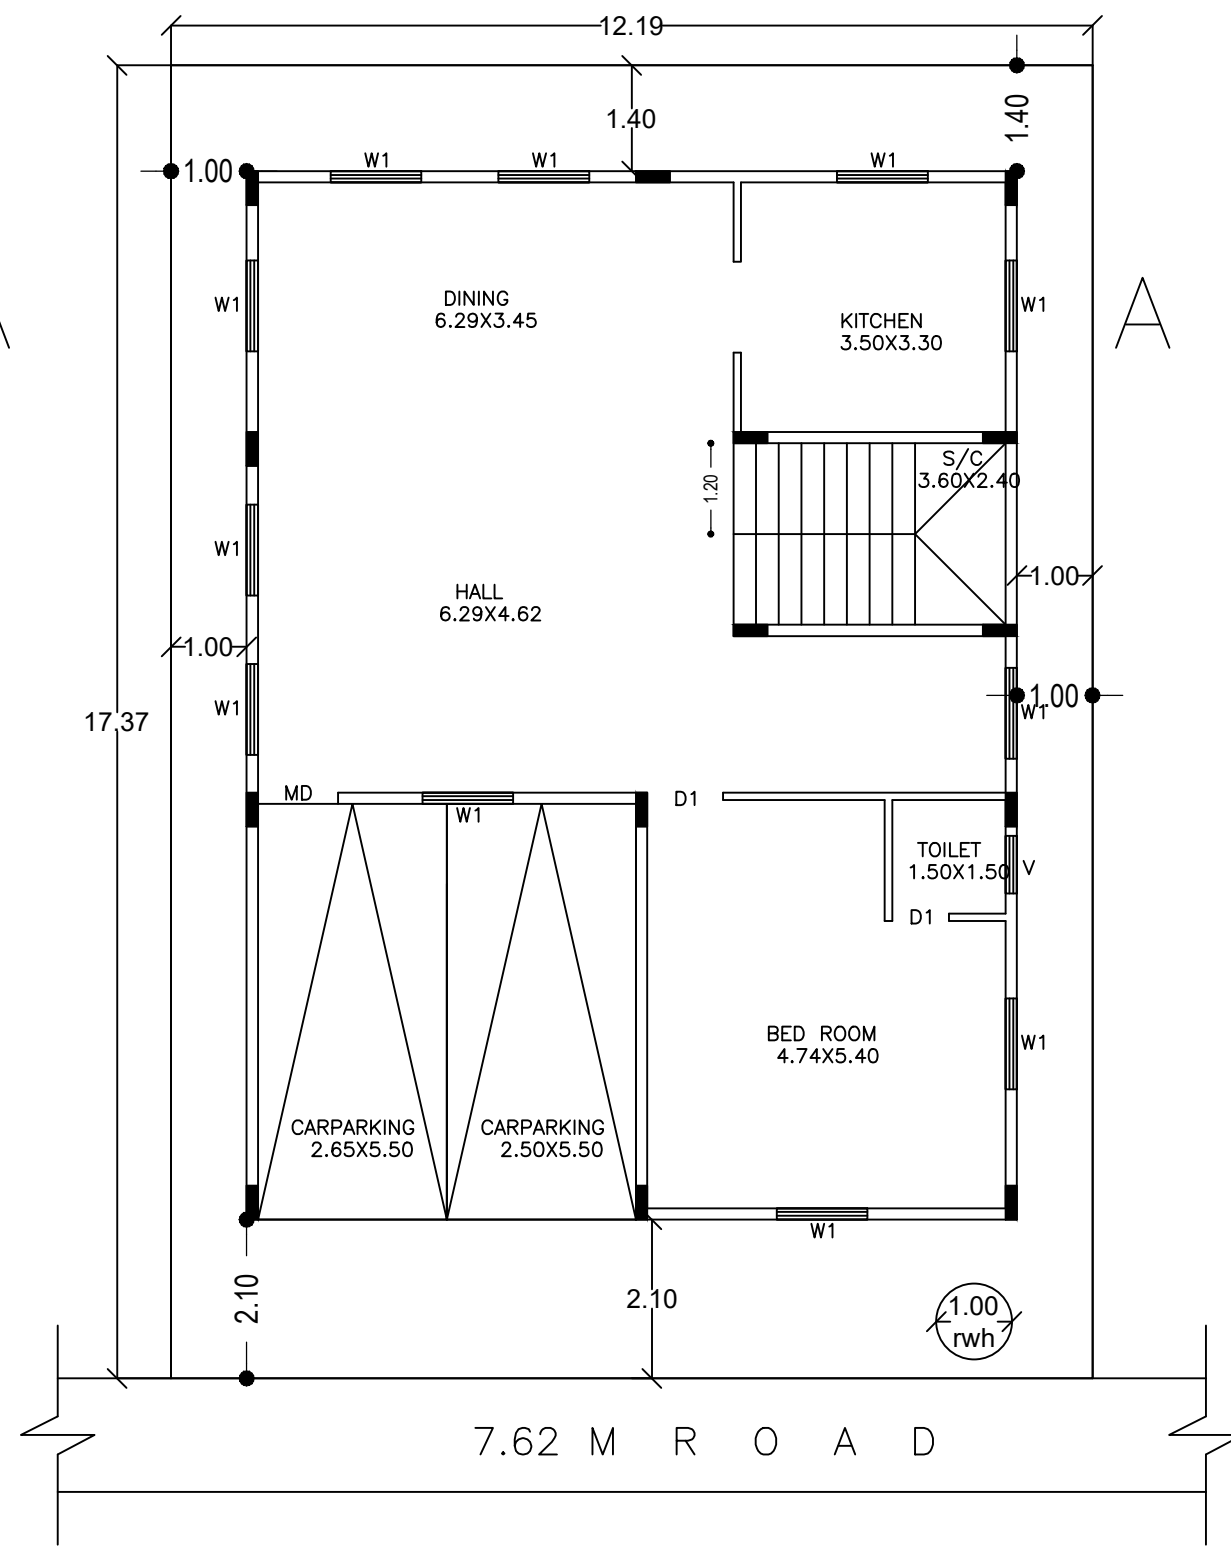 12.19
1.40
1.40
1.00
W1
W1
W1
W1
DINING
6.29X3.45
KITCHEN
3.50X3.30
W1
A
S/C
3.60X2.40
1.20
W1
HALL
6.29X4.62
1.00
1.00
W1
1.00
W1
17.37
MD
W1
D1
TOILET
1.50X1.50
V
D1
BED ROOM
4.74X5.40
W1
CARPARKING
2.65X5.50
CARPARKING
2.50X5.50
W1
2.10
2.10
1.00
rwh
7.62 M R O A D